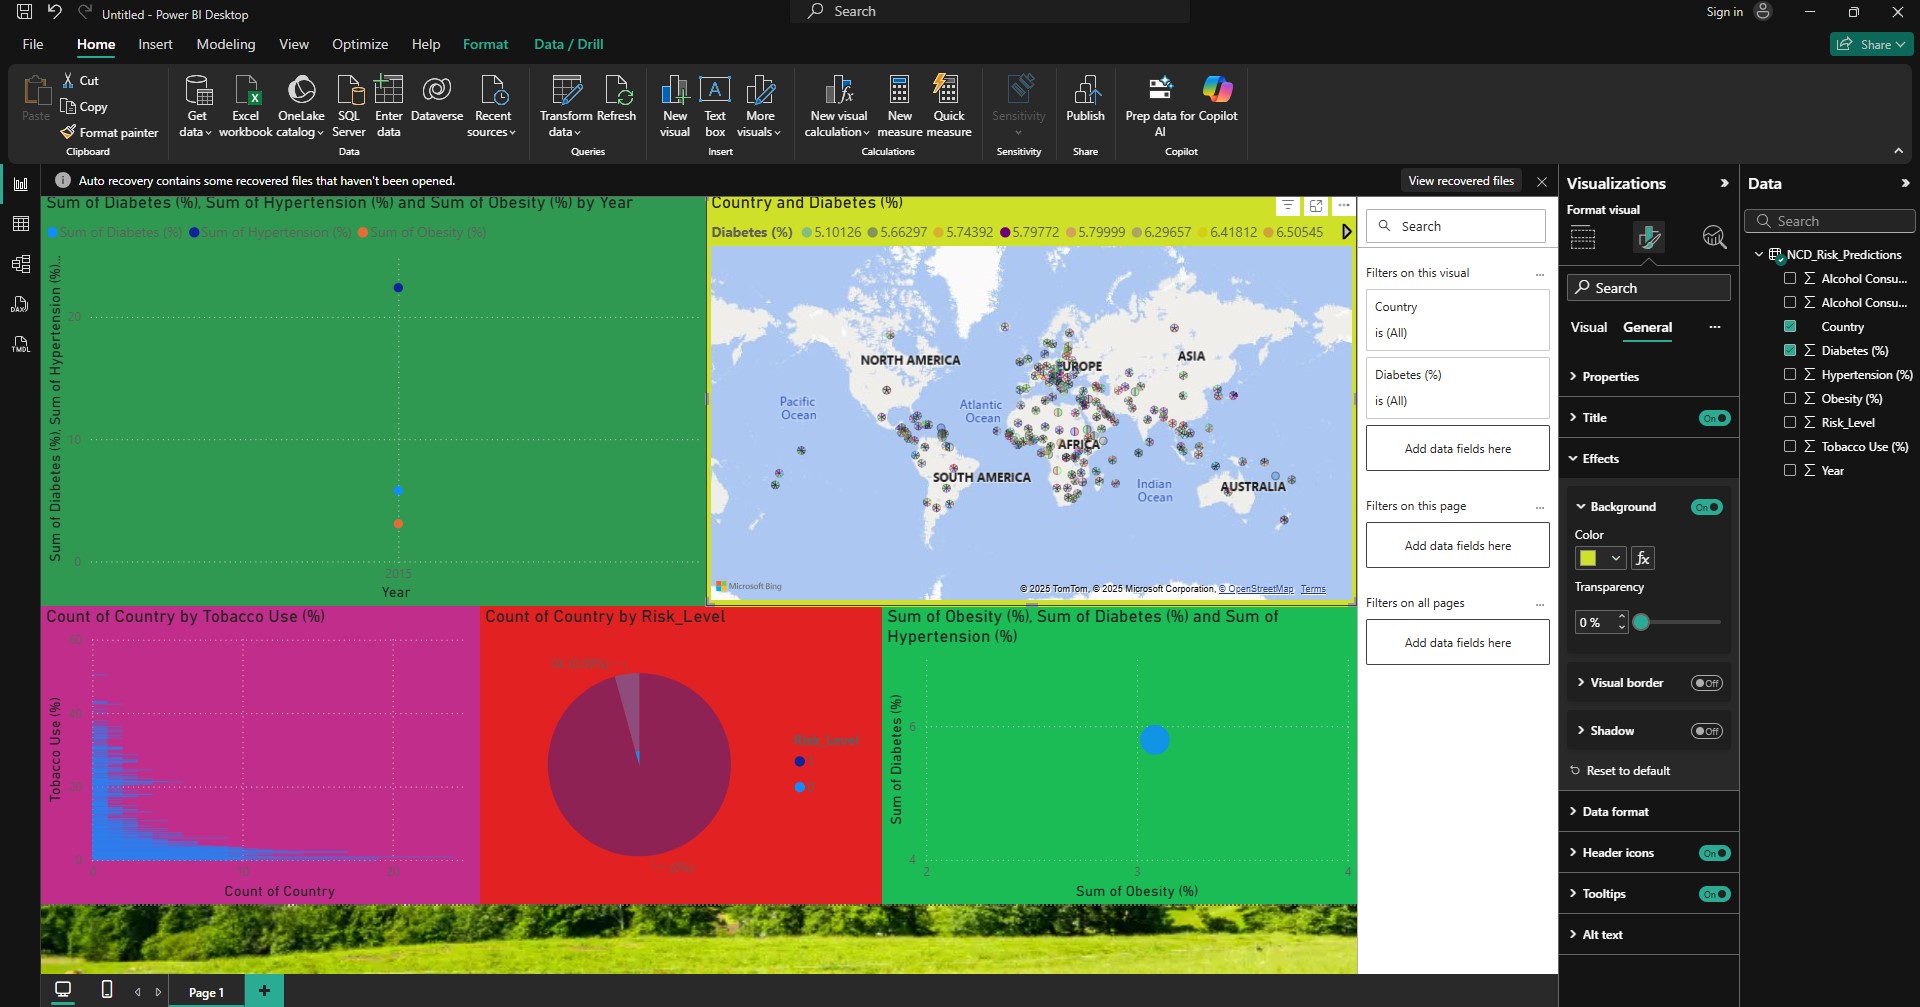 Untitled - Power BI Desktop
Search
Sign in
File
Home
Insert
Modeling
View
Optimize
Help
Format
Data / Drill
Share
Paste
Cut
Copy
Format painter
Clipboard
Get data
Excel workbook
OneLake catalog
SQL Server
Enter data
Dataverse
Recent sources
Data
Transform data
Refresh
Queries
New visual
Text box
More visuals
Insert
New visual calculation
New measure
Quick measure
Calculations
Sensitivity
Sensitivity
Publish
Share
Prep data for AI
Copilot
Copilot
Auto recovery contains some recovered files that haven't been opened.
View recovered files
DAX
TMDL
Sum of Diabetes (%), Sum of Hypertension (%) and Sum of Obesity (%) by Year
Sum of Diabetes (%) Sum of Hypertension (%) Sum of Obesity (%)
Sum of Diabetes (%), Sum of Hypertension (%)...
20
10
0
2015
Year
Country and Diabetes (%)
Diabetes (%) 5.10126 5.66297 5.74392 5.79772 5.79999 6.29657 6.41812 6.50545
NORTH AMERICA
EUROPE
ASIA
Pacific Ocean
Atlantic Ocean
AFRICA
SOUTH AMERICA
Indian Ocean
AUSTRALIA
Microsoft Bing
© 2025 TomTom, © 2025 Microsoft Corporation, © OpenStreetMap Terms
Count of Country by Tobacco Use (%)
Tobacco Use (%)
60
40
20
0
0
10
20
Count of Country
Count of Country by Risk_Level
Risk_Level
Sum of Obesity (%), Sum of Diabetes (%) and Sum of
Hypertension (%)
Sum of Diabetes (%)
6
4
2
3
4
Sum of Obesity (%)
Search
Filters on this visual
...
Country
is (All)
Diabetes (%)
is (All)
Add data fields here
Filters on this page
...
Add data fields here
Filters on all pages
...
Add data fields here
Visualizations
Format visual
Search
Visual
General
...
Properties
Title
On
Effects
Background
On
Color
fx
Transparency
0 %
Visual border
Off
Shadow
Off
Reset to default
Data format
Header icons
On
Tooltips
On
Alt text
Data
Search
NCD_Risk_Predictions
Alcohol Consu...
Alcohol Consu...
Country
Diabetes (%)
Hypertension (%)
Obesity (%)
Risk_Level
Tobacco Use (%)
Year
Page 1